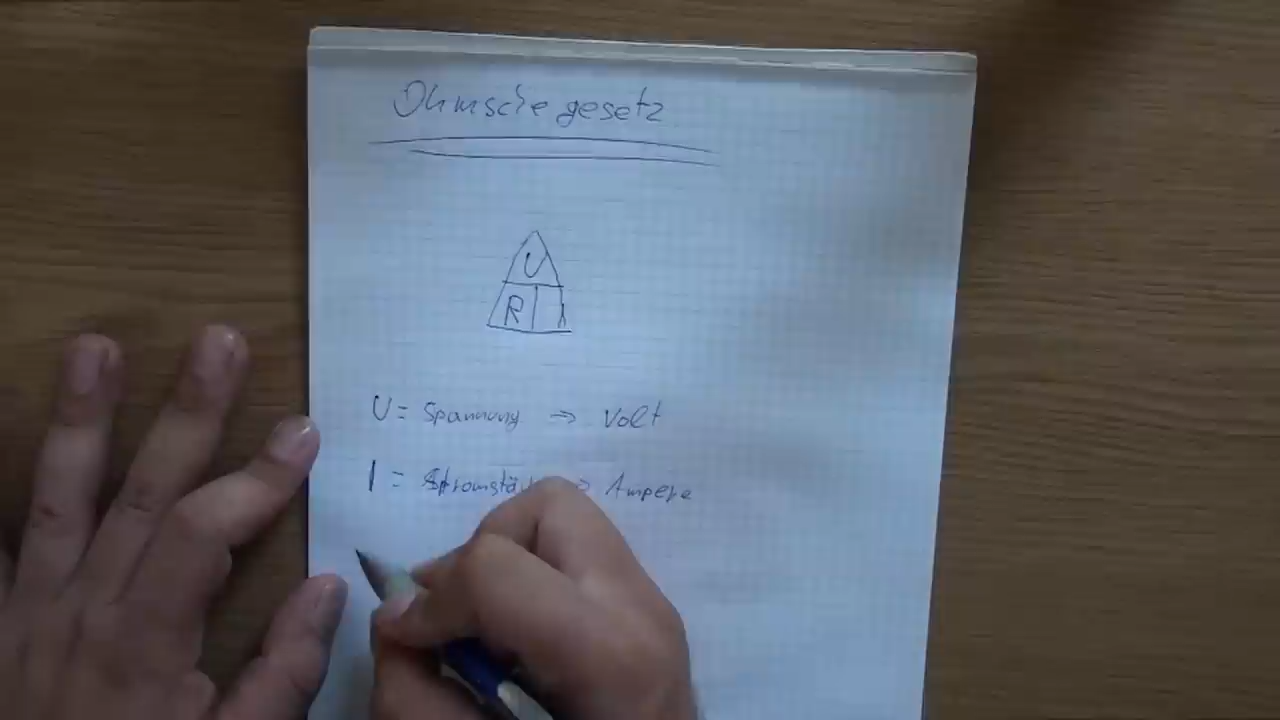 Ohmsche gesetz
U
R I
U = Spannung => Volt
I = => Ampere